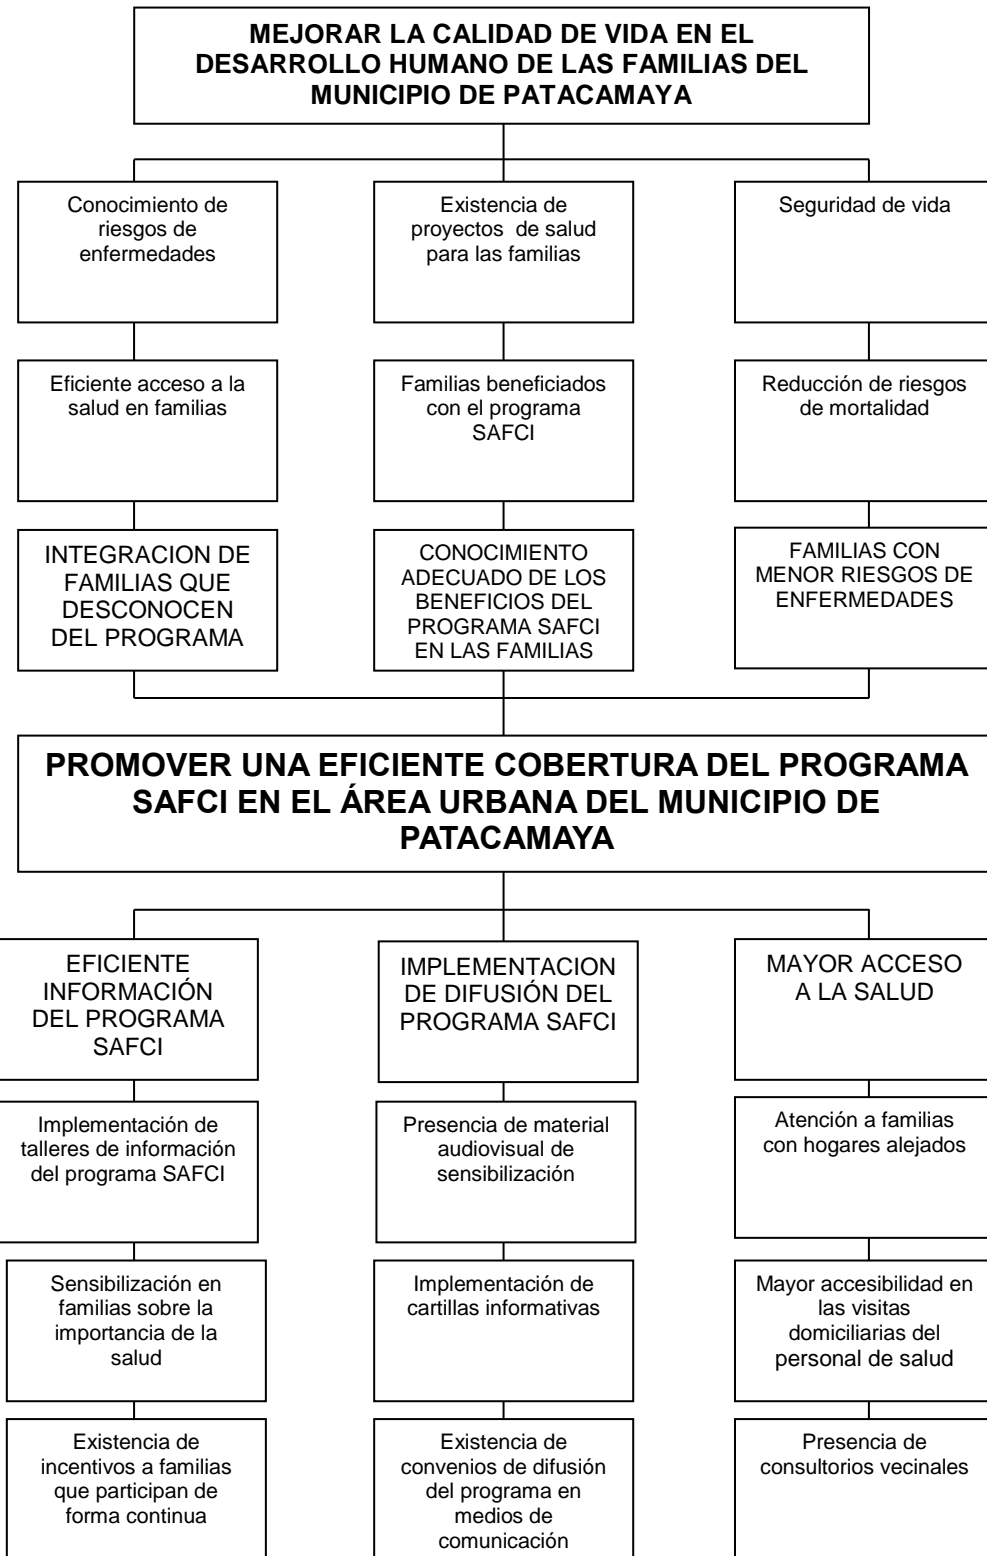 MEJORAR LA CALIDAD DE VIDA EN EL
DESARROLLO HUMANO DE LAS FAMILIAS DEL
MUNICIPIO DE PATACAMAYA
Conocimiento de
riesgos de
enfermedades
Existencia de
proyectos de salud
para las familias
Seguridad de vida
Eficiente acceso a la
salud en familias
Familias beneficiados
con el programa
SAFCI
Reducción de riesgos
de mortalidad
INTEGRACION DE
FAMILIAS QUE
DESCONOCEN
DEL PROGRAMA
CONOCIMIENTO
ADECUADO DE LOS
BENEFICIOS DEL
PROGRAMA SAFCI
EN LAS FAMILIAS
FAMILIAS CON
MENOR RIESGOS DE
ENFERMEDADES
PROMOVER UNA EFICIENTE COBERTURA DEL PROGRAMA
SAFCI EN EL ÁREA URBANA DEL MUNICIPIO DE
PATACAMAYA
EFICIENTE
INFORMACIÓN
DEL PROGRAMA
SAFCI
IMPLEMENTACION
DE DIFUSIÓN DEL
PROGRAMA SAFCI
MAYOR ACCESO
A LA SALUD
Implementación de
talleres de información
del programa SAFCI
Presencia de material
audiovisual de
sensibilización
Atención a familias
con hogares alejados
Sensibilización en
familias sobre la
importancia de la
salud
Implementación de
cartillas informativas
Mayor accesibilidad en
las visitas
domiciliarias del
personal de salud
Existencia de
incentivos a familias
que participan de
forma continua
Existencia de
convenios de difusión
del programa en
medios de
comunicación
Presencia de
consultorios vecinales